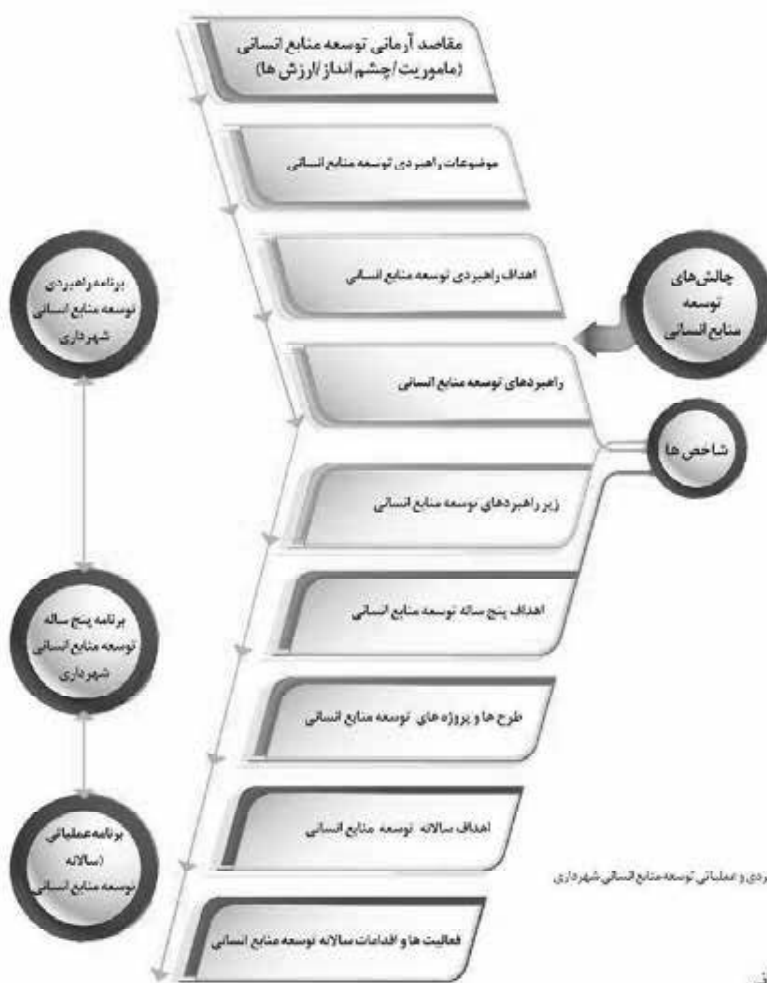 مقاصد آرمانی توسعه منابع انسانی
(ماموریت/چشم انداز/ارزش ها)
موضوعات راهبردی توسعه منابع انسانی
اهداف راهبردی توسعه منابع انسانی
چالش‌های
توسعه
منابع انسانی
برنامه راهبردی
توسعه منابع انسانی
شهرداری
راهبردهای توسعه منابع انسانی
شاخص ها
زیر راهبردهای توسعه منابع انسانی
اهداف پنج ساله توسعه منابع انسانی
برنامه پنج ساله
توسعه منابع انسانی
شهرداری
طرح ها و پروژه های توسعه منابع انسانی
اهداف سالانه توسعه منابع انسانی
برنامه عملیاتی
(سالانه
توسعه منابع انسانی
ردی و عملیاتی توسعه منابع انسانی شهرداری
فعالیت ها و اقدامات سالانه توسعه منابع انسانی